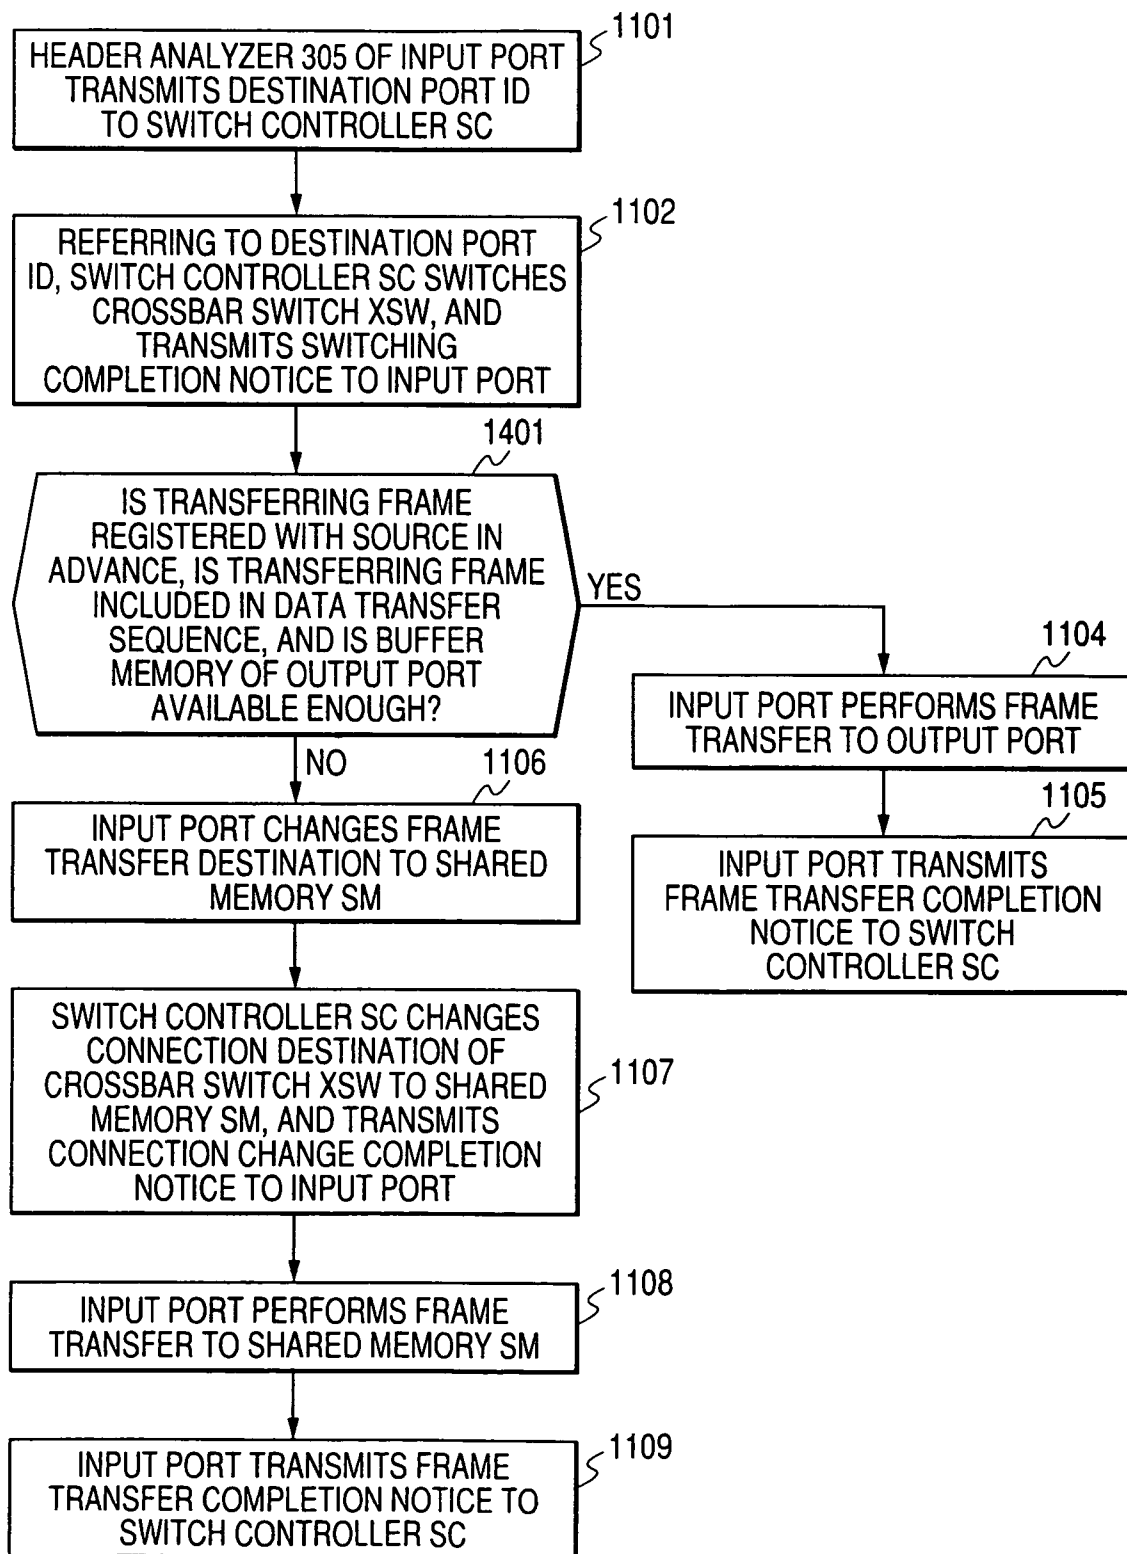 1101
HEADER ANALYZER 305 OF INPUT PORT
TRANSMITS DESTINATION PORT ID
TO SWITCH CONTROLLER SC
1102
REFERRING TO DESTINATION PORT
ID, SWITCH CONTROLLER SC SWITCHES
CROSSBAR SWITCH XSW, AND
TRANSMITS SWITCHING
COMPLETION NOTICE TO INPUT PORT
1401
IS TRANSFERRING FRAME
REGISTERED WITH SOURCE IN
ADVANCE, IS TRANSFERRING FRAME
INCLUDED IN DATA TRANSFER
SEQUENCE, AND IS BUFFER
MEMORY OF OUTPUT PORT
AVAILABLE ENOUGH?
YES
1104
INPUT PORT PERFORMS FRAME
TRANSFER TO OUTPUT PORT
1105
INPUT PORT TRANSMITS
FRAME TRANSFER COMPLETION
NOTICE TO SWITCH
CONTROLLER SC
NO
1106
INPUT PORT CHANGES FRAME
TRANSFER DESTINATION TO SHARED
MEMORY SM
SWITCH CONTROLLER SC CHANGES
CONNECTION DESTINATION OF
CROSSBAR SWITCH XSW TO SHARED
MEMORY SM, AND TRANSMITS
CONNECTION CHANGE COMPLETION
NOTICE TO INPUT PORT
1107
1108
INPUT PORT PERFORMS FRAME
TRANSFER TO SHARED MEMORY SM
1109
INPUT PORT TRANSMITS FRAME
TRANSFER COMPLETION NOTICE TO
SWITCH CONTROLLER SC